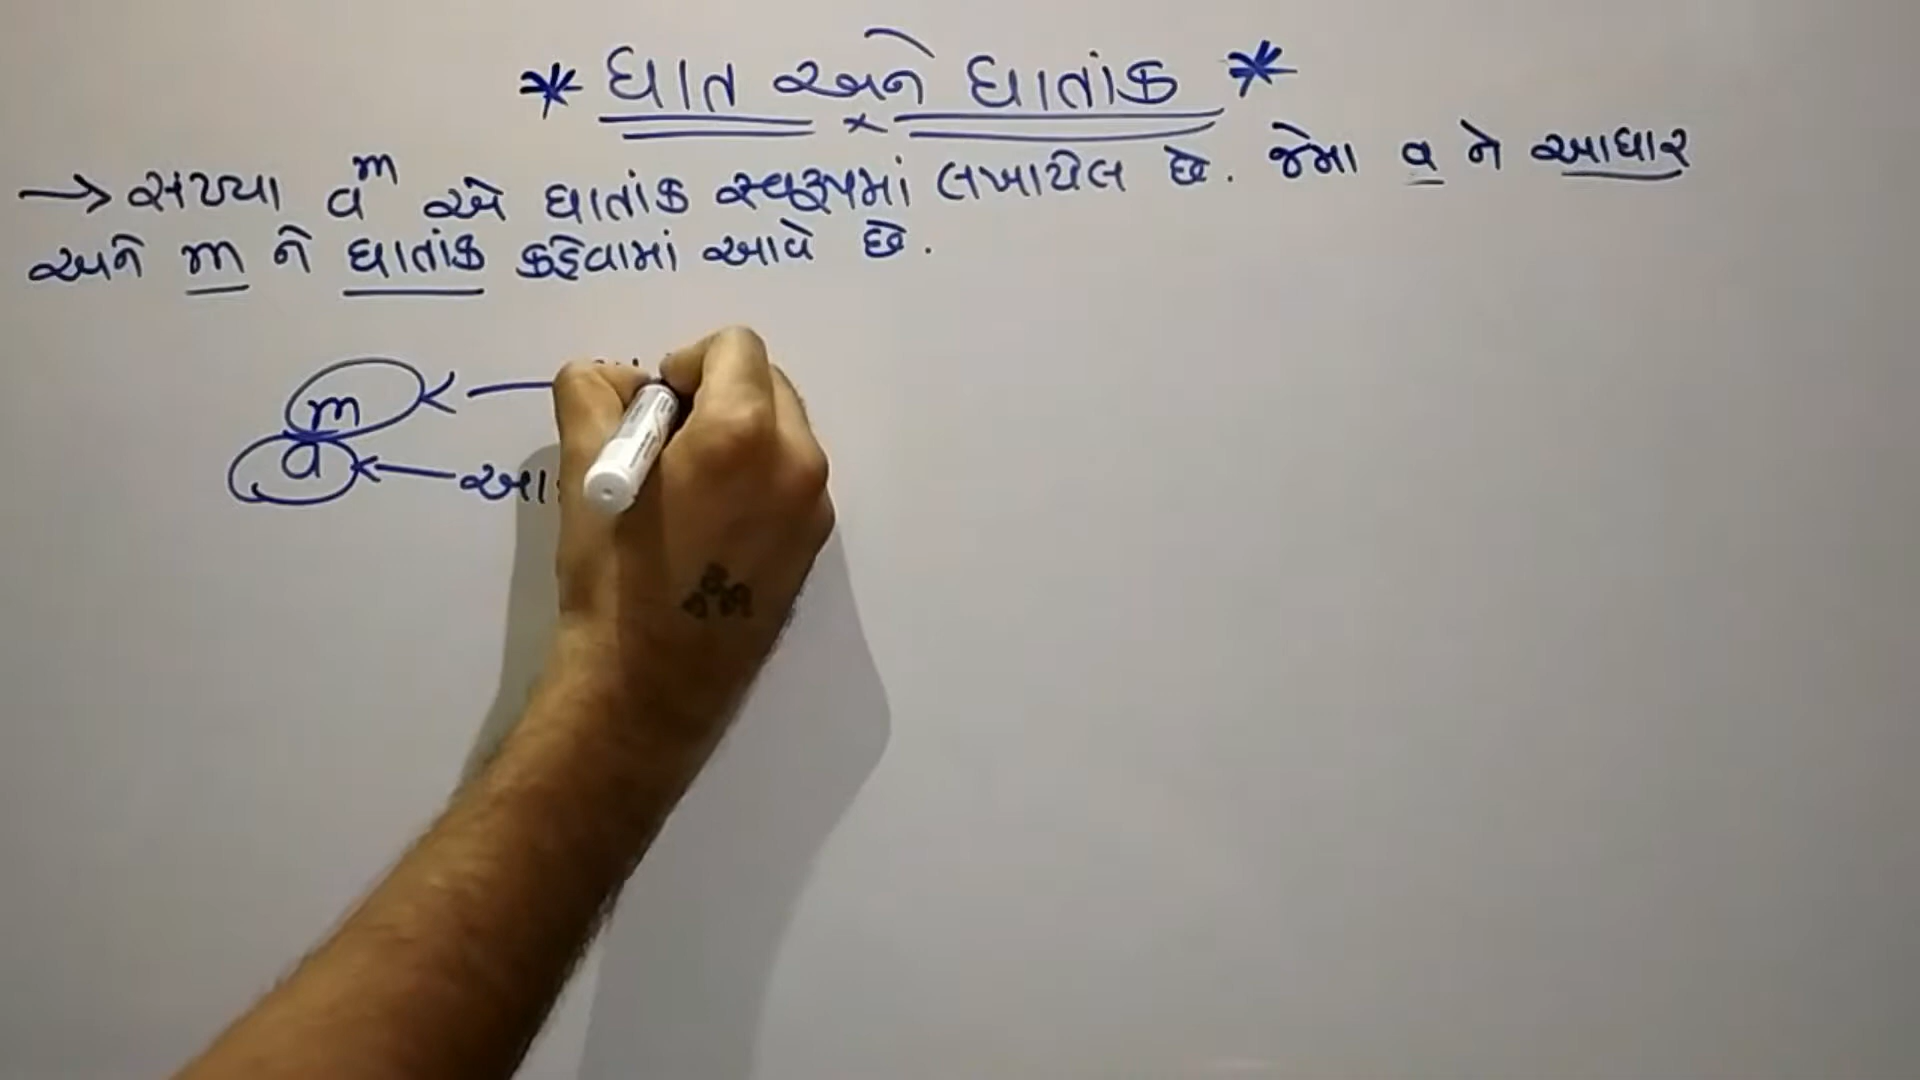 * ઘાત અને ઘાતાંક *
→ સંખ્યા a^m એ ઘાતાંક સ્વરૂપમાં લખાયેલ છે. જેમા a ને આધાર
અને m ને ઘાતાંક કહેવામાં આવે છે.
m ←
a ← આ